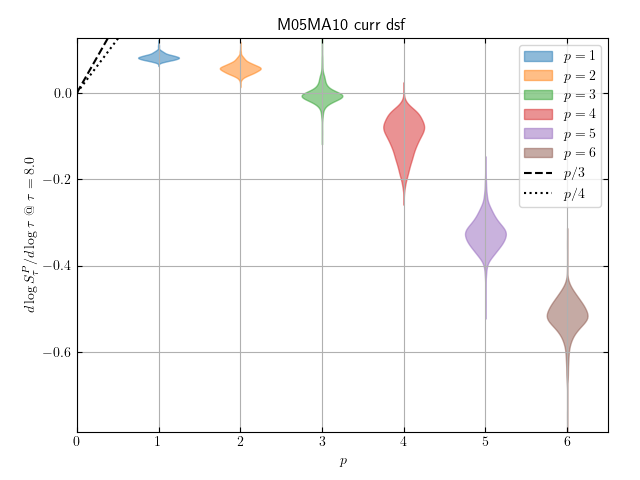 M05MA10 curr dsf
d log S_τ^P / d log τ @ τ = 8.0
0.0
−0.2
−0.4
−0.6
0 1 2 3 4 5 6
p
p = 1
p = 2
p = 3
p = 4
p = 5
p = 6
p/3
p/4